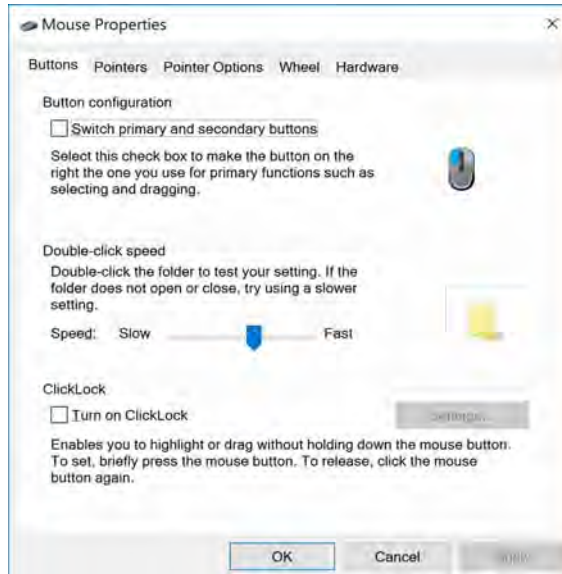 Mouse Properties
Buttons Pointers Pointer Options Wheel Hardware
Button configuration
Switch primary and secondary buttons
Select this check box to make the button on the
right the one you use for primary functions such as
selecting and dragging.
Double-click speed
Double-click the folder to test your setting. If the
folder does not open or close, try using a slower
setting.
Speed: Slow Fast
ClickLock
Turn on ClickLock
Settings...
Enables you to highlight or drag without holding down the mouse button.
To set, briefly press the mouse button. To release, click the mouse
button again.
OK Cancel Apply